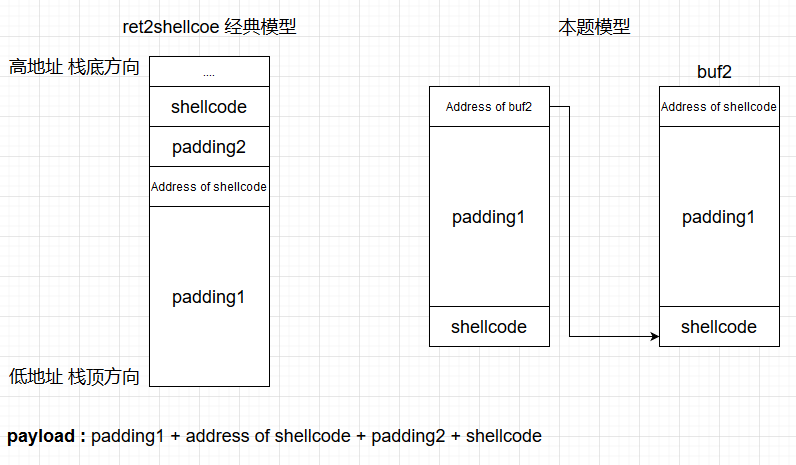 ret2shellcoe 经典模型
高地址 栈底方向
....
shellcode
padding2
Address of shellcode
padding1
低地址 栈顶方向
本题模型
Address of buf2
padding1
shellcode
buf2
Address of shellcode
padding1
shellcode
payload : padding1 + address of shellcode + padding2 + shellcode